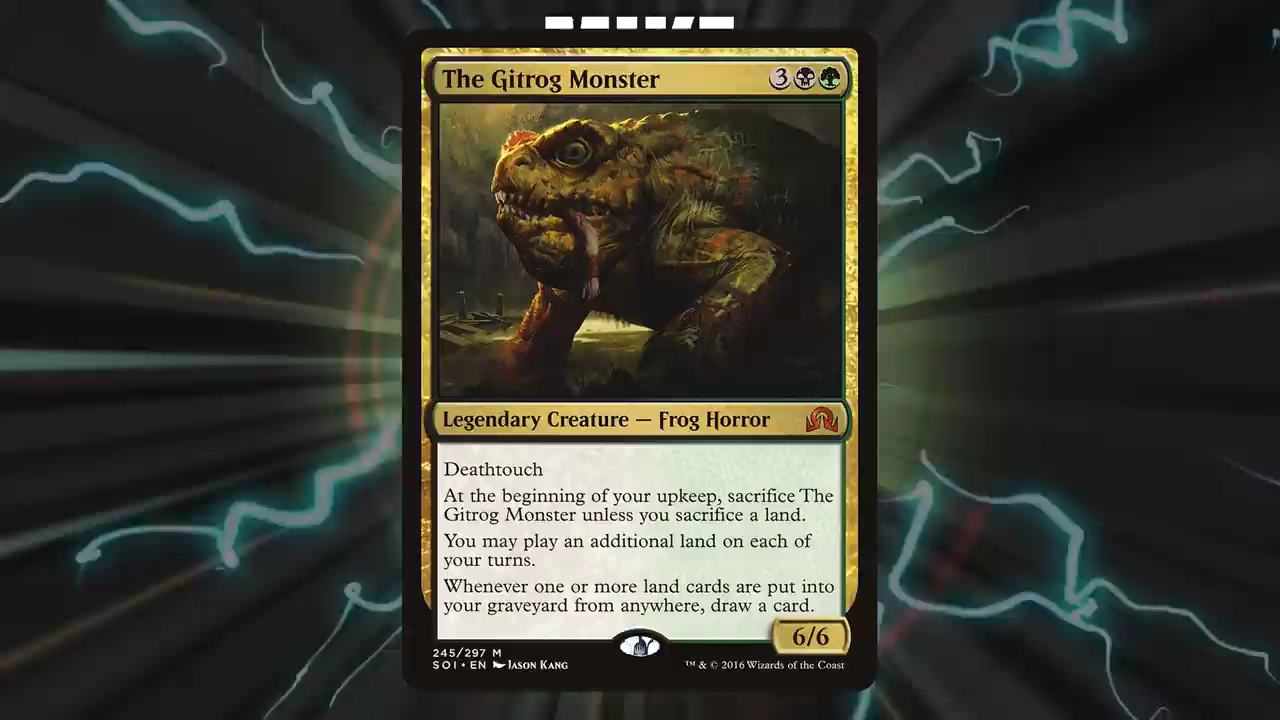 The Gitrog Monster 3
Legendary Creature — Frog Horror
Deathtouch
At the beginning of your upkeep, sacrifice The
Gitrog Monster unless you sacrifice a land.
You may play an additional land on each of
your turns.
Whenever one or more land cards are put into
your graveyard from anywhere, draw a card.
6/6
245/297 M
SOI • EN Jason Kang
™ & © 2016 Wizards of the Coast